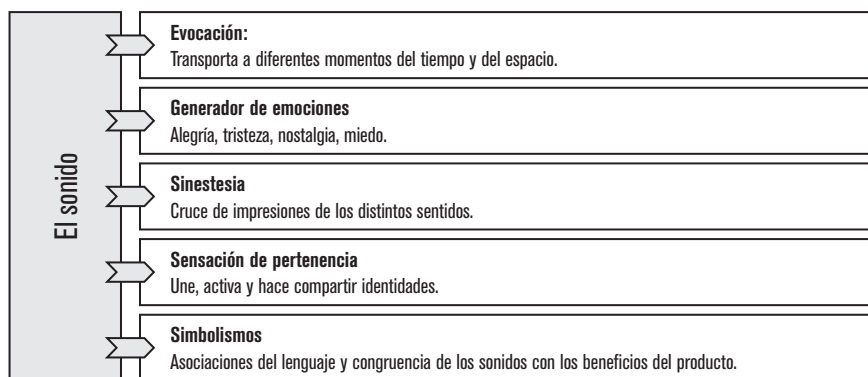 El sonido
Evocación:
Transporta a diferentes momentos del tiempo y del espacio.
Generador de emociones
Alegría, tristeza, nostalgia, miedo.
Sinestesia
Cruce de impresiones de los distintos sentidos.
Sensación de pertenencia
Une, activa y hace compartir identidades.
Simbolismos
Asociaciones del lenguaje y congruencia de los sonidos con los beneficios del producto.